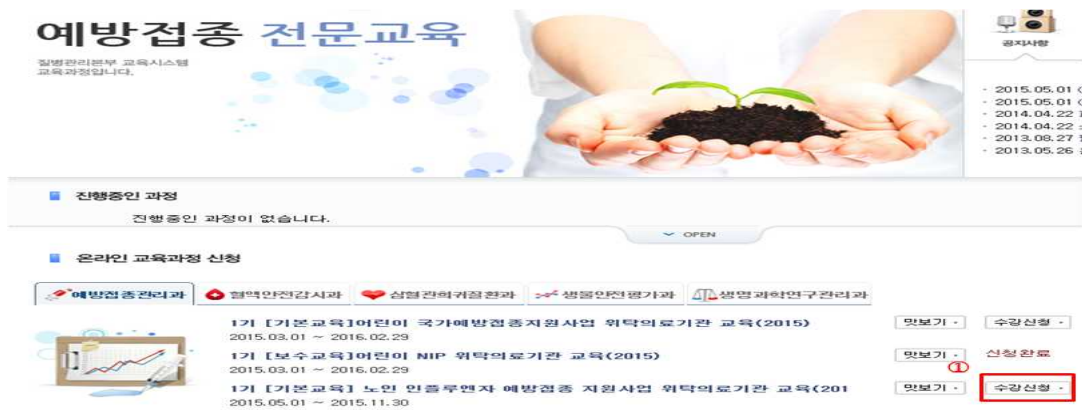 예방접종 전문교육
질병관리본부 교육시스템
교육과정입니다.
공지사항
- 2015.05.01
- 2015.05.01
- 2014.04.22
- 2014.04.22
- 2013.08.27
- 2013.05.26
진행중인 과정
진행중인 과정이 없습니다.
OPEN
온라인 교육과정 신청
예방접종관리과 혈액안전감시과 심혈관희귀질환과 생물안전평가과 생명과학연구관리과
1기 [기본교육]어린이 국가예방접종지원사업 위탁의료기관 교육(2015) 맛보기 수강신청
2015.03.01 ~ 2016.02.29
1기 [보수교육]어린이 NIP 위탁의료기관 교육(2015) 맛보기 신청완료
2015.03.01 ~ 2016.02.29
①
1기 [기본교육] 노인 인플루엔자 예방접종 지원사업 위탁의료기관 교육(201 맛보기 수강신청
2015.05.01 ~ 2015.11.30